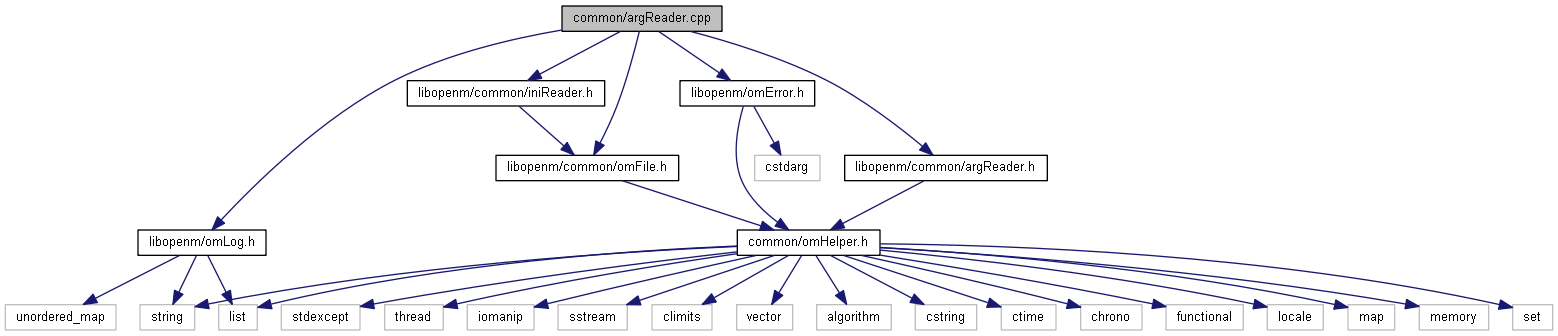 common/argReader.cpp
libopenm/common/iniReader.h
libopenm/omError.h
libopenm/common/omFile.h
cstdarg
libopenm/common/argReader.h
libopenm/omLog.h
common/omHelper.h
unordered_map
string
list
stdexcept
thread
iomanip
sstream
climits
vector
algorithm
cstring
ctime
chrono
functional
locale
map
memory
set